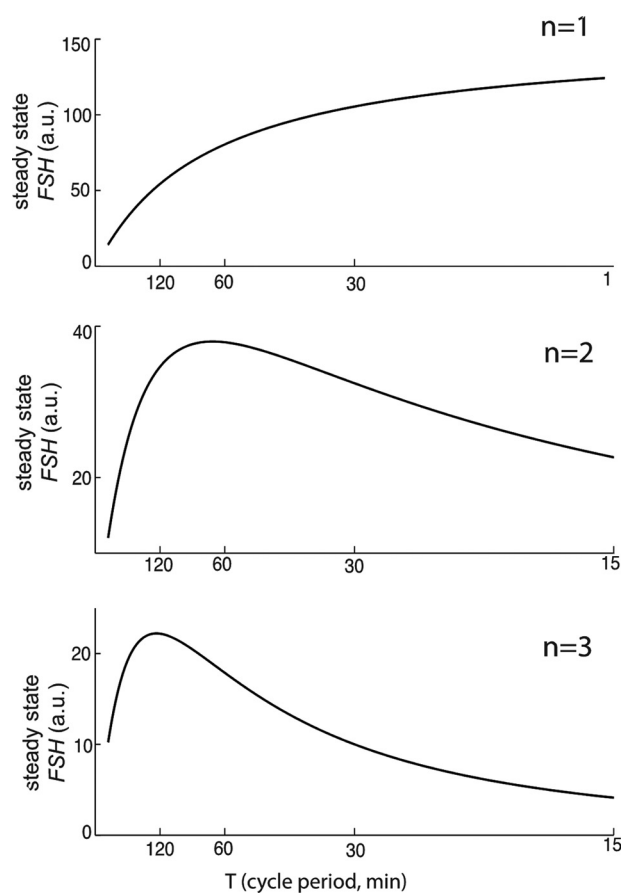 n=1
150
100
50
0
steady state
FSH (a.u.)
120 60 30 1
n=2
40
20
steady state
FSH (a.u.)
120 60 30 15
n=3
20
10
0
steady state
FSH (a.u.)
120 60 30 15
T (cycle period, min)